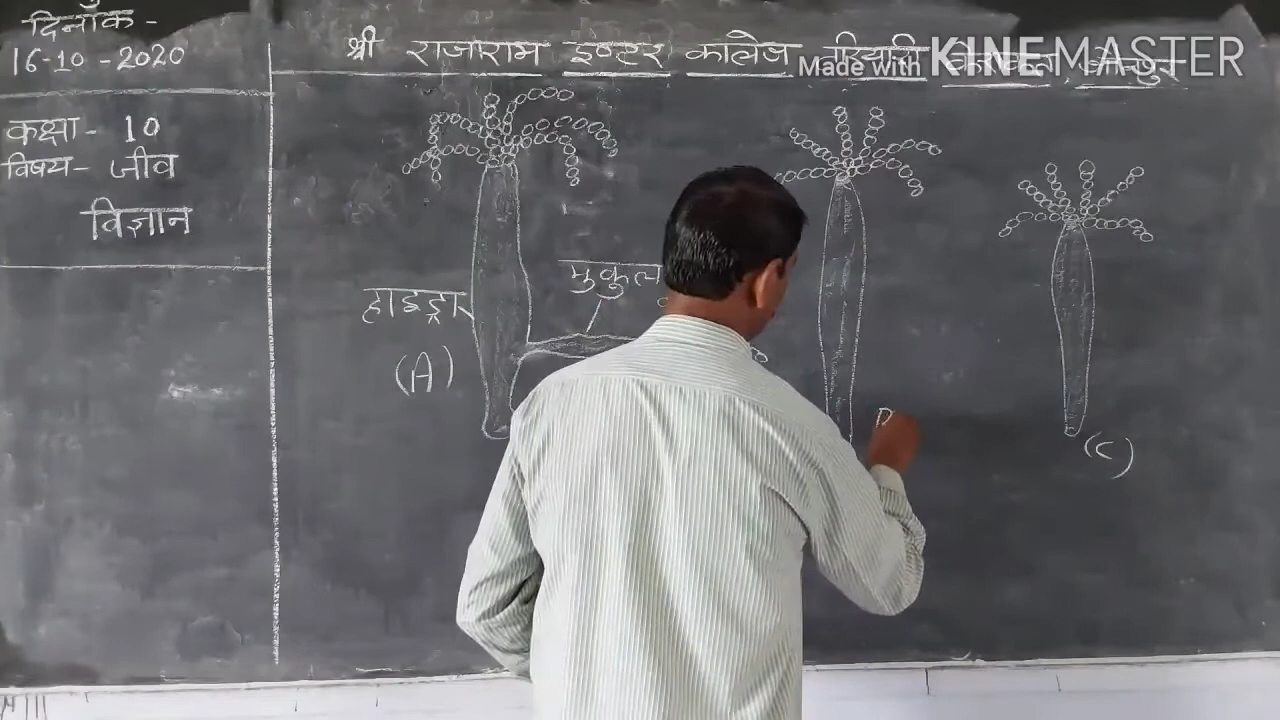 दिनाँक -
16-10 -2020
श्री राजाराम इण्टर कालेज
Made with KINEMASTER
कक्षा- 10
विषय- जीव
विज्ञान
मुकुल
हाइड्रा
(A)
(C)